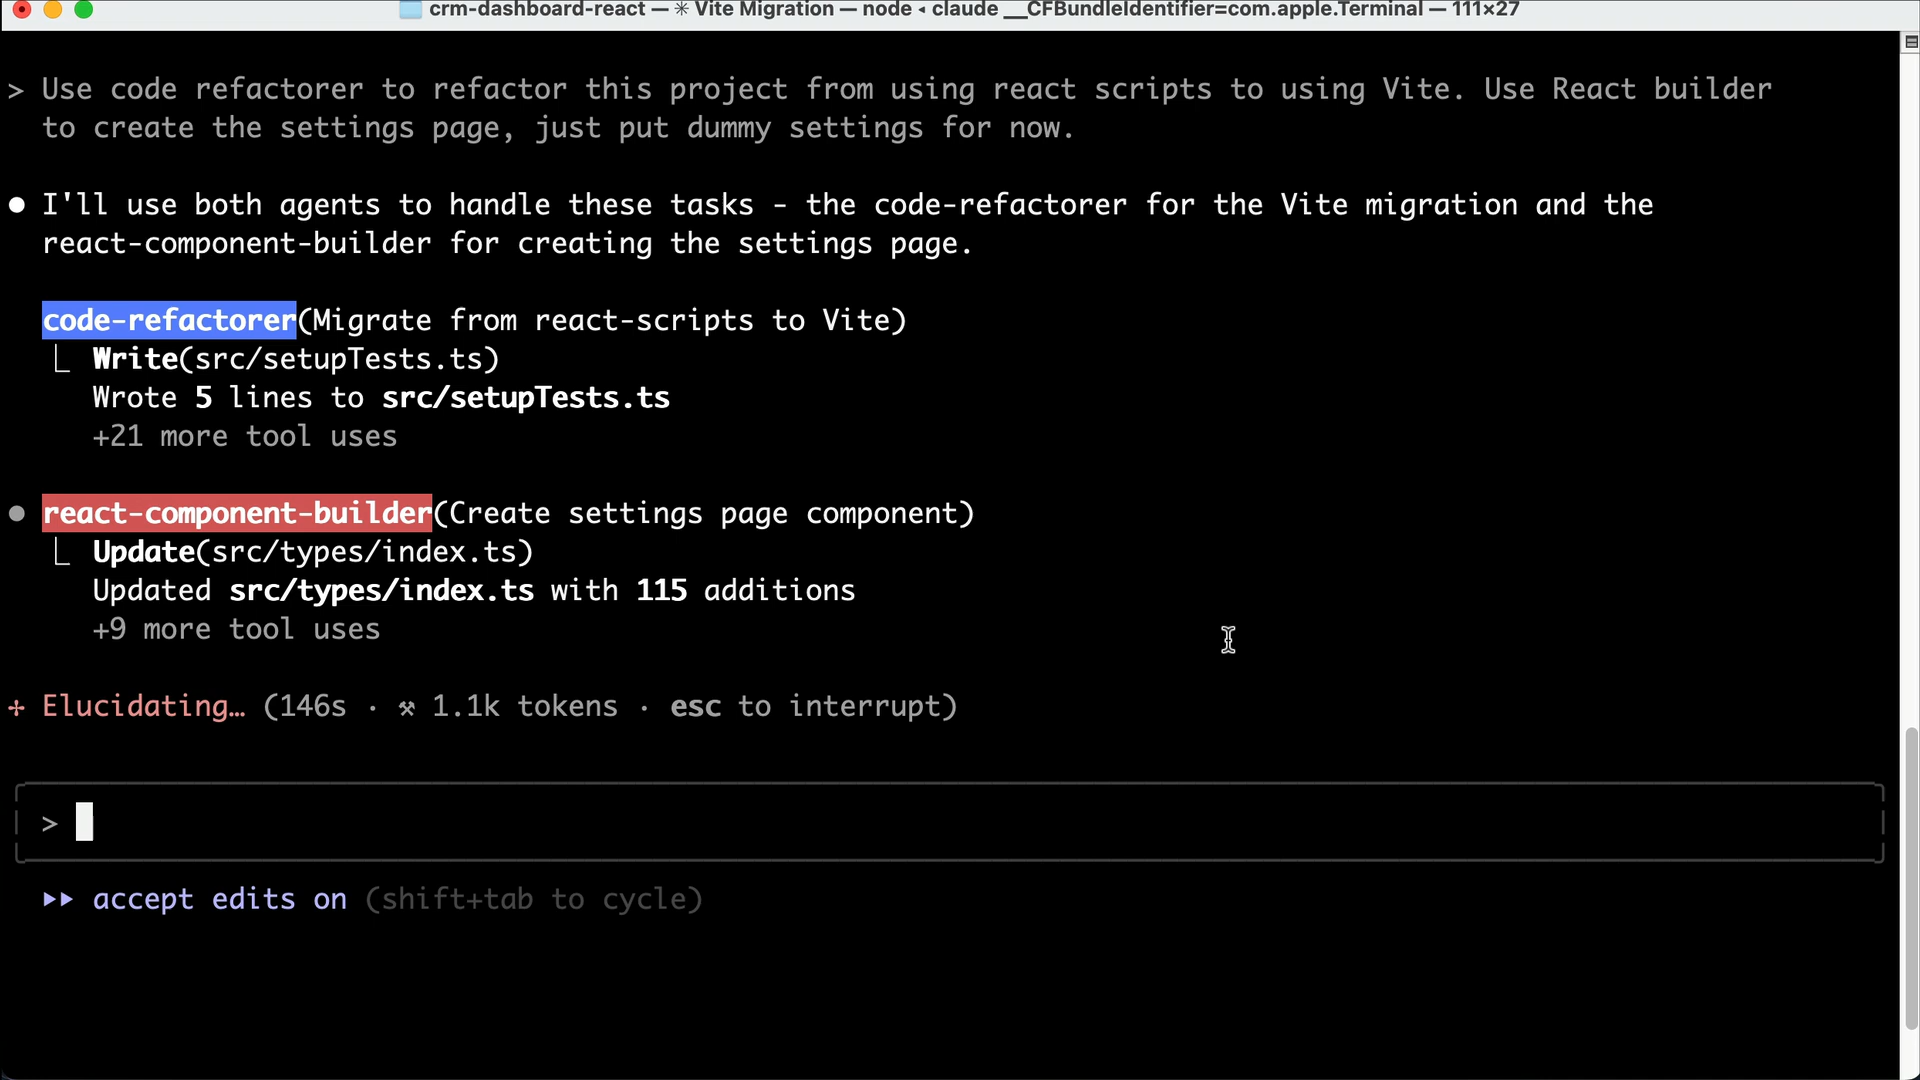 crm-dashboard-react — ✳ Vite Migration — node ◂ claude __CFBundleIdentifier=com.apple.Terminal — 111×27
> Use code refactorer to refactor this project from using react scripts to using Vite. Use React builder
to create the settings page, just put dummy settings for now.
● I'll use both agents to handle these tasks - the code-refactorer for the Vite migration and the
react-component-builder for creating the settings page.
code-refactorer(Migrate from react-scripts to Vite)
⎿ Write(src/setupTests.ts)
Wrote 5 lines to src/setupTests.ts
+21 more tool uses
● react-component-builder(Create settings page component)
⎿ Update(src/types/index.ts)
Updated src/types/index.ts with 115 additions
+9 more tool uses
✢ Elucidating… (146s · ⚒ 1.1k tokens · esc to interrupt)
>
⏵⏵ accept edits on (shift+tab to cycle)